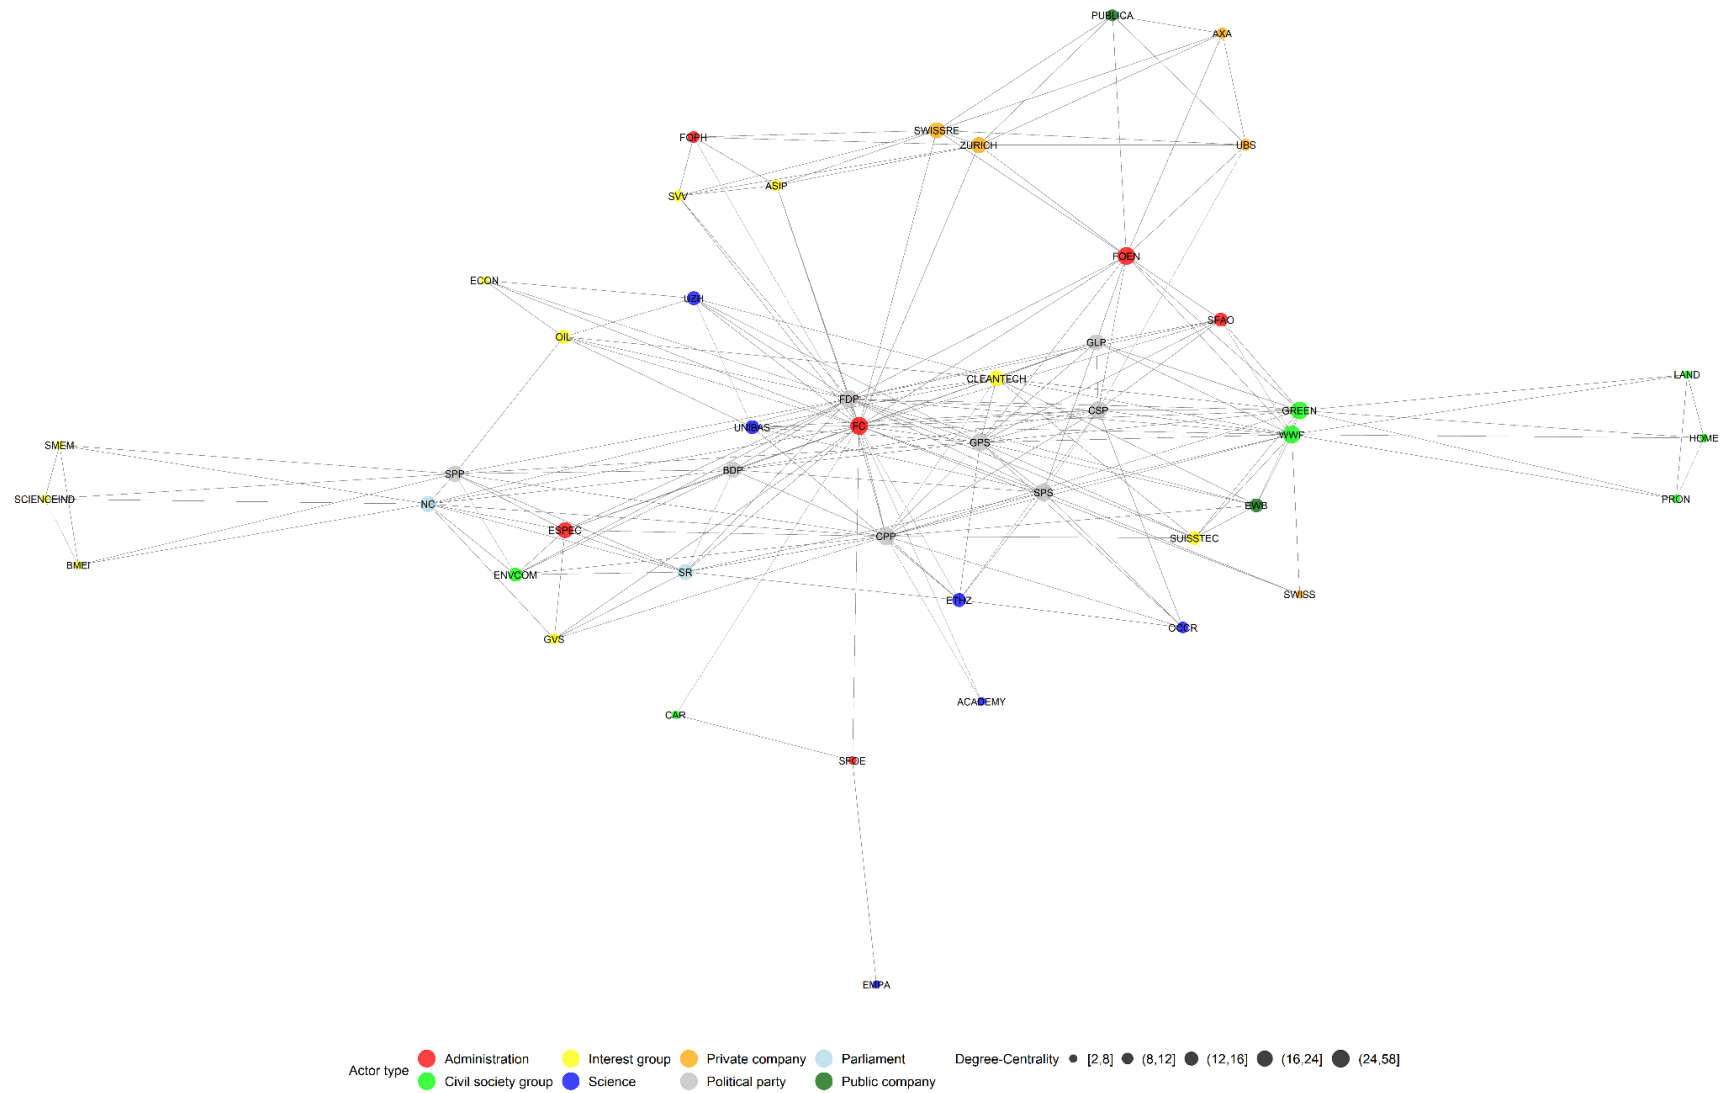 PUBLICA
AXA
SWISSRE
FOPH
ZURICH
UBS
ASIP
SVV
FOEN
ECON
UZH
SFAO
OIL
GLP
LAND
CLEANTECH
FDP
CSP
GREEN
FC
UNIBAS
WWF
HOME
GPS
SMEM
BDP
SPP
SPS
SCIENCEIND
PRON
NC
EWB
ESPEC
CPP
SUISSTEC
BMEI
SR
ENVCOM
SWISS
ETHZ
OCCR
GVS
ACADEMY
CAR
SFOE
EMPA
Actor type
Administration Interest group Private company Parliament
Civil society group Science Political party Public company
Degree-Centrality [2,8] (8,12] (12,16] (16,24] (24,58]